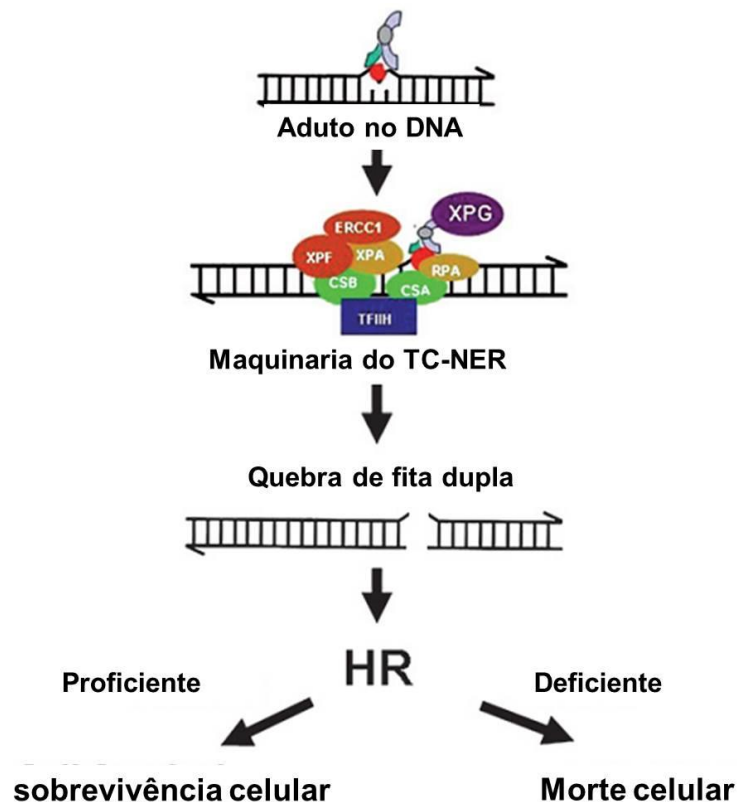 Aduto no DNA
XPG
ERCC1
XPF
XPA
RPA
CSB
CSA
TFIIH
Maquinaria do TC-NER
Quebra de fita dupla
HR
Proficiente
Deficiente
sobrevivência celular
Morte celular